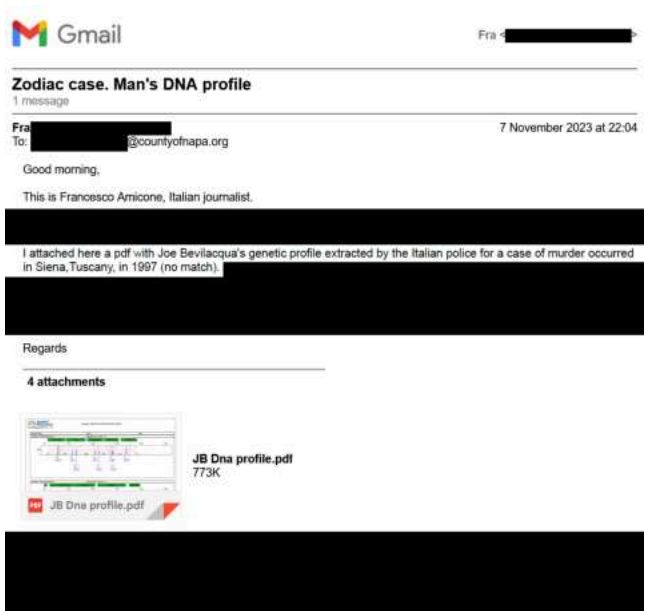 Gmail
Fra < >
Zodiac case. Man's DNA profile
1 message
Fra
7 November 2023 at 22:04
To: @countyofnapa.org
Good morning,
This is Francesco Amicone, Italian journalist.
I attached here a pdf with Joe Bevilacqua's genetic profile extracted by the Italian police for a case of murder occurred
in Siena,Tuscany, in 1997 (no match).
Regards
4 attachments
JB Dna profile.pdf
773K
PDF JB Dna profile.pdf